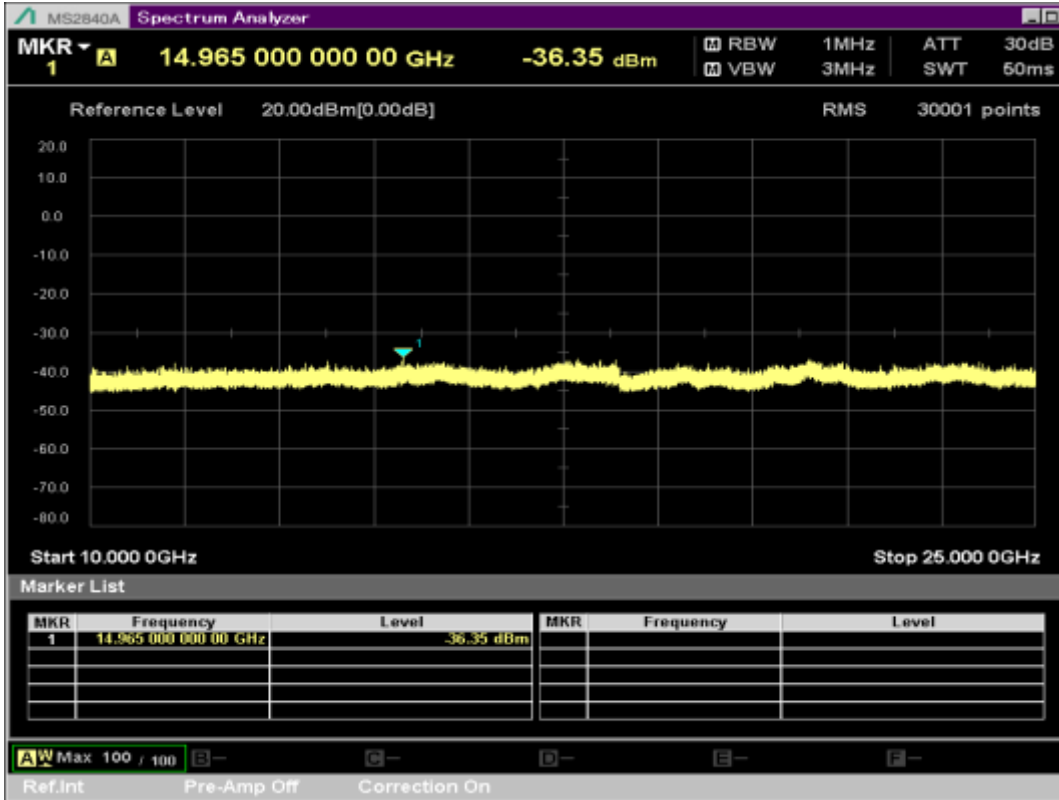 MS2840A Spectrum Analyzer
MKR 1 A 14.965 000 000 00 GHz -36.35 dBm
M RBW 1MHz ATT 30dB
M VBW 3MHz SWT 50ms
Reference Level 20.00dBm[0.00dB] RMS 30001 points
20.0
10.0
0.0
-10.0
-20.0
-30.0
1
-40.0
-50.0
-60.0
-70.0
-80.0
Start 10.000 0GHz Stop 25.000 0GHz
Marker List
MKR Frequency Level MKR Frequency Level
1 14.965 000 000 00 GHz -36.35 dBm
A W Max 100 / 100 B -- C -- D -- E -- F --
Ref.Int Pre-Amp Off Correction On